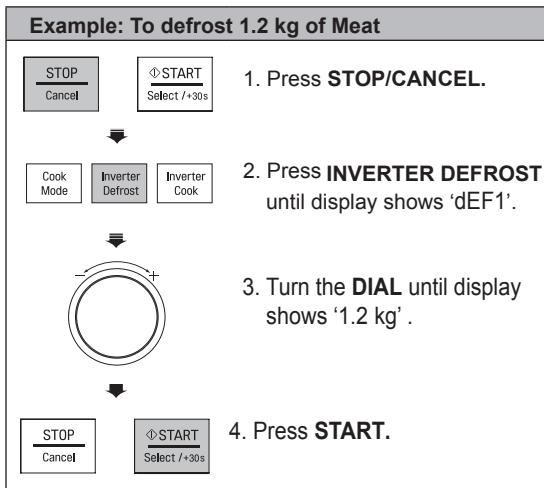 Example: To defrost 1.2 kg of Meat
STOP
Cancel
START
Select /+30s
1. Press STOP/CANCEL.
Cook
Mode
Inverter
Defrost
Inverter
Cook
2. Press INVERTER DEFROST
until display shows ‘dEF1’.
− +
3. Turn the DIAL until display
shows ‘1.2 kg’ .
STOP
Cancel
START
Select /+30s
4. Press START.